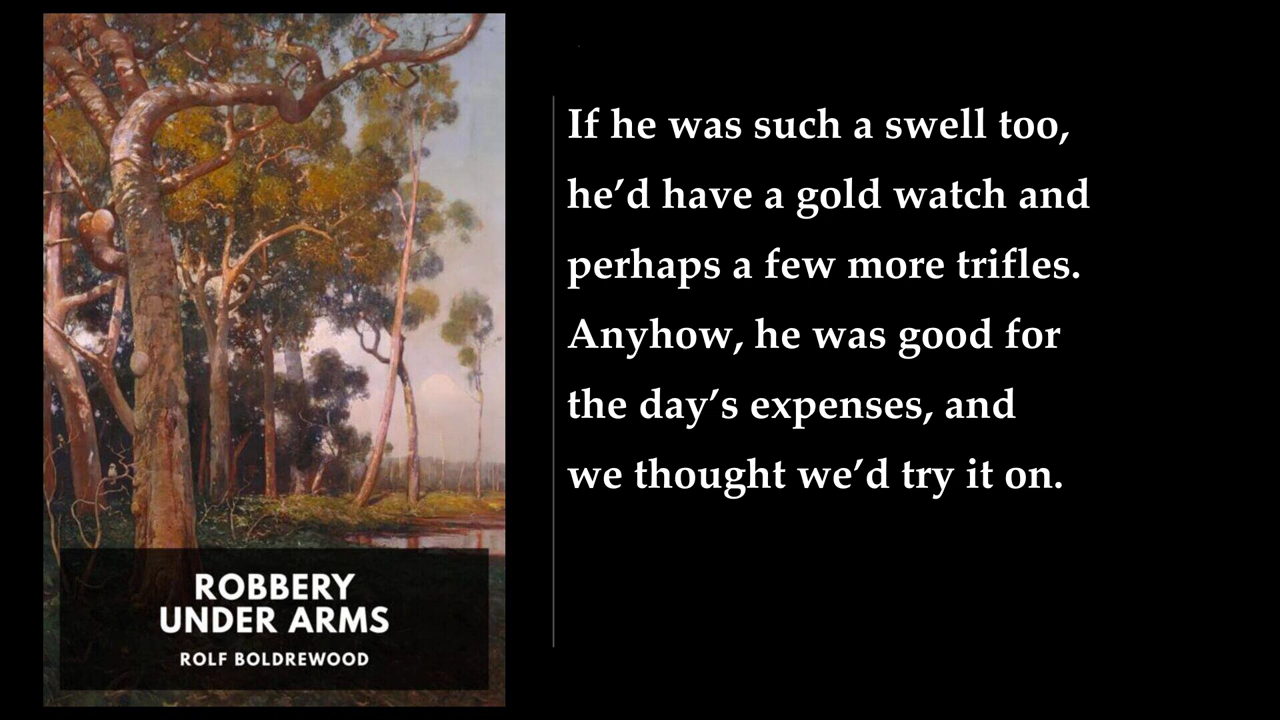 If he was such a swell too,
he’d have a gold watch and
perhaps a few more trifles.
Anyhow, he was good for
the day’s expenses, and
we thought we’d try it on.
ROBBERY
UNDER ARMS
ROLF BOLDREWOOD